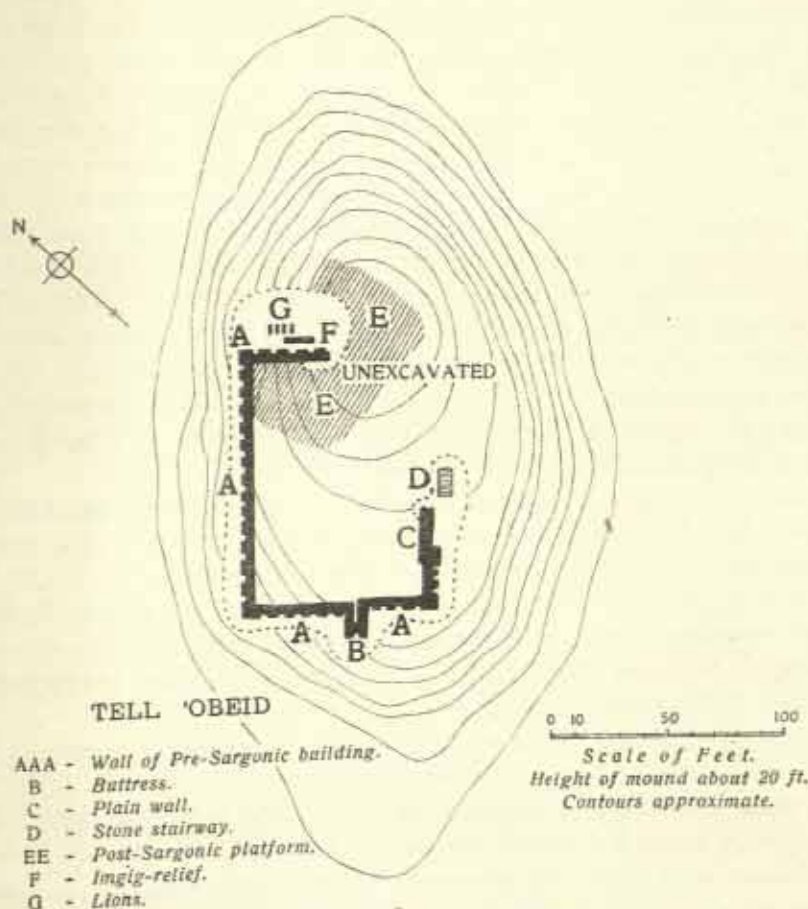 N
G
E
A
F
UNEXCAVATED
E
D
A
C
A
A
B
TELL 'OBEID
AAA - Wall of Pre-Sargonic building.
B - Buttress.
C - Plain wall.
D - Stone stairway.
EE - Post-Sargonic platform.
F - Imgig-relief.
G - Lions.
0 10 50 100
Scale of Feet.
Height of mound about 20 ft.
Contours approximate.